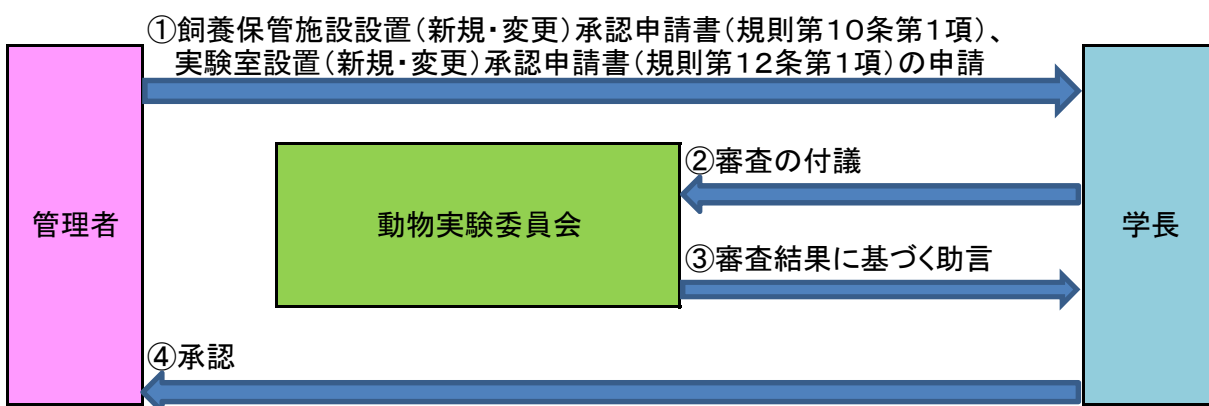 ①飼養保管施設設置(新規・変更)承認申請書(規則第10条第1項)、
実験室設置(新規・変更)承認申請書(規則第12条第1項)の申請
②審査の付議
管理者
動物実験委員会
学長
③審査結果に基づく助言
④承認